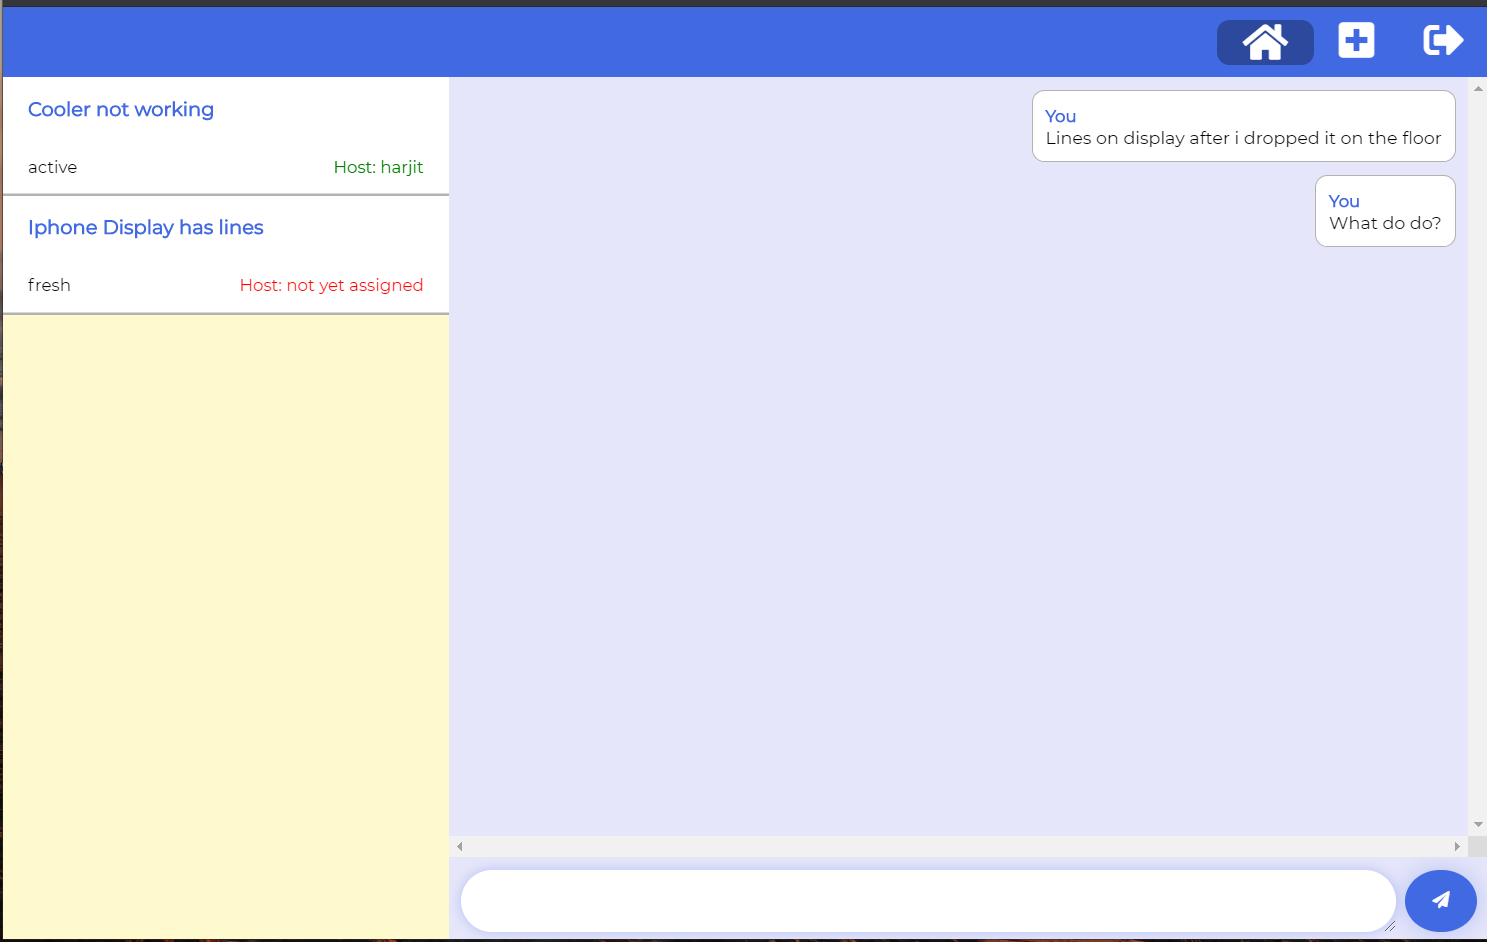 Cooler not working
active Host: harjit
Iphone Display has lines
fresh Host: not yet assigned
You
Lines on display after i dropped it on the floor
You
What do do?